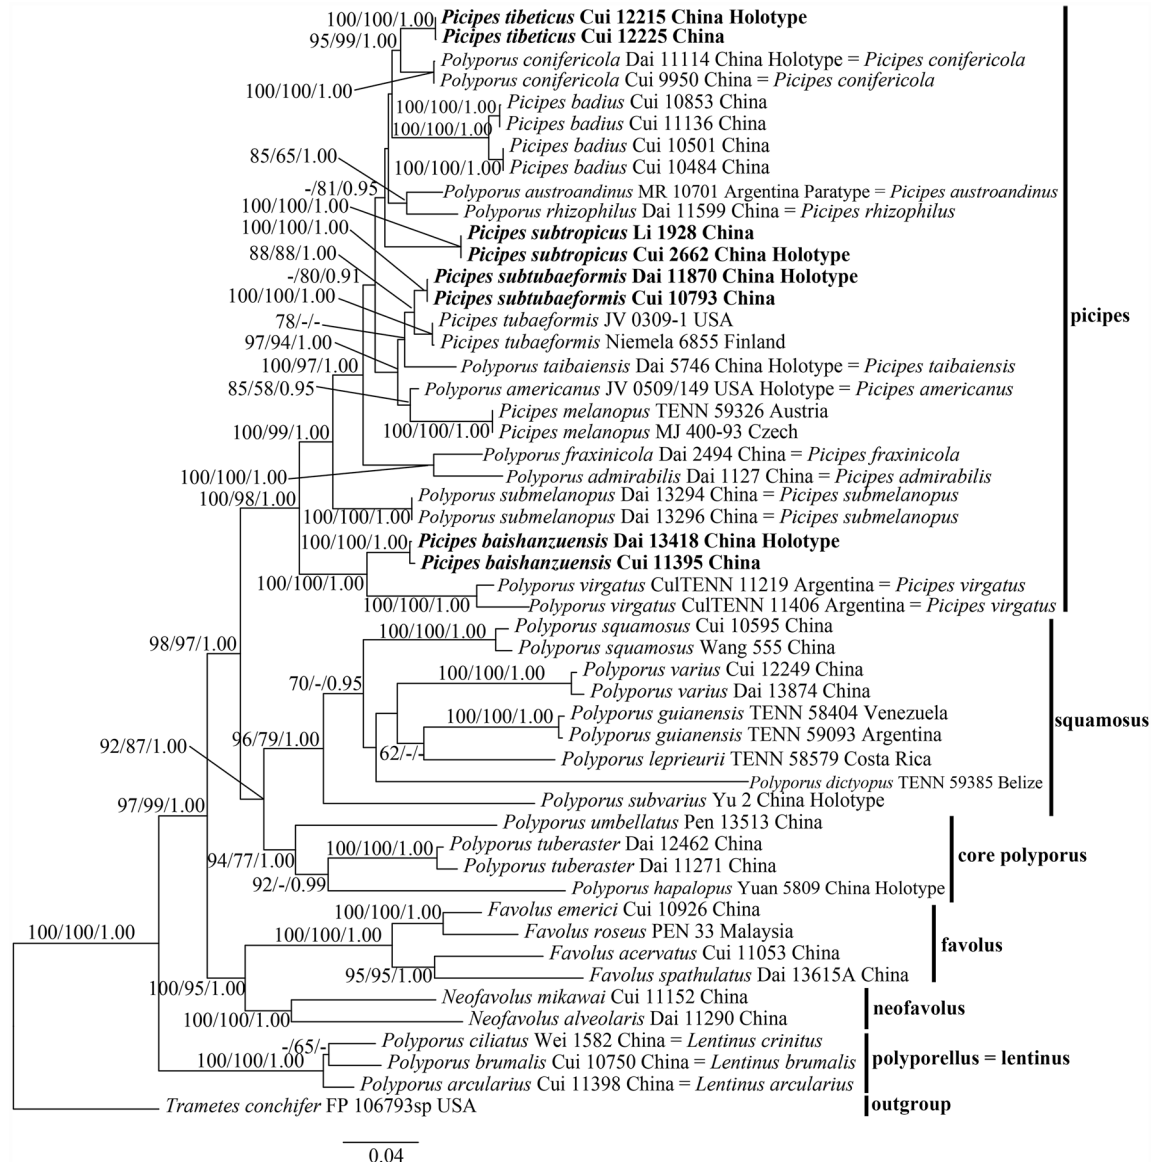 100/100/1.00
Picipes tibeticus Cui 12215 China Holotype
95/99/1.00
Picipes tibeticus Cui 12225 China
Polyporus conifericola Dai 11114 China Holotype = Picipes conifericola
Polyporus conifericola Cui 9950 China = Picipes conifericola
100/100/1.00
100/100/1.00
Picipes badius Cui 10853 China
100/100/1.00
Picipes badius Cui 11136 China
Picipes badius Cui 10501 China
100/100/1.00
Picipes badius Cui 10484 China
85/65/1.00
-/81/0.95
Polyporus austroandinus MR 10701 Argentina Paratype = Picipes austroandinus
100/100/1.00
Polyporus rhizophilus Dai 11599 China = Picipes rhizophilus
100/100/1.00
Picipes subtropicus Li 1928 China
88/88/1.00
Picipes subtropicus Cui 2662 China Holotype
-/80/0.91
Picipes subtubaeformis Dai 11870 China Holotype
100/100/1.00
Picipes subtubaeformis Cui 10793 China
picipes
78/-/-
Picipes tubaeformis JV 0309-1 USA
97/94/1.00
Picipes tubaeformis Niemela 6855 Finland
100/97/1.00
Polyporus taibaiensis Dai 5746 China Holotype = Picipes taibaiensis
85/58/0.95
Polyporus americanus JV 0509/149 USA Holotype = Picipes americanus
Picipes melanopus TENN 59326 Austria
100/99/1.00
100/100/1.00
Picipes melanopus MJ 400-93 Czech
Polyporus fraxinicola Dai 2494 China = Picipes fraxinicola
100/100/1.00
Polyporus admirabilis Dai 1127 China = Picipes admirabilis
100/98/1.00
Polyporus submelanopus Dai 13294 China = Picipes submelanopus
100/100/1.00
Polyporus submelanopus Dai 13296 China = Picipes submelanopus
100/100/1.00
Picipes baishanzuensis Dai 13418 China Holotype
Picipes baishanzuensis Cui 11395 China
100/100/1.00
Polyporus virgatus CulTENN 11219 Argentina = Picipes virgatus
100/100/1.00
Polyporus virgatus CulTENN 11406 Argentina = Picipes virgatus
100/100/1.00
Polyporus squamosus Cui 10595 China
98/97/1.00
Polyporus squamosus Wang 555 China
100/100/1.00
Polyporus varius Cui 12249 China
70/-/0.95
Polyporus varius Dai 13874 China
100/100/1.00
Polyporus guianensis TENN 58404 Venezuela
squamosus
96/79/1.00
Polyporus guianensis TENN 59093 Argentina
92/87/1.00
62/-/-
Polyporus leprieurii TENN 58579 Costa Rica
Polyporus dictyopus TENN 59385 Belize
97/99/1.00
Polyporus subvarius Yu 2 China Holotype
Polyporus umbellatus Pen 13513 China
100/100/1.00
Polyporus tuberaster Dai 12462 China
core polyporus
94/77/1.00
Polyporus tuberaster Dai 11271 China
92/-/0.99
Polyporus hapalopus Yuan 5809 China Holotype
100/100/1.00
Favolus emerici Cui 10926 China
100/100/1.00
100/100/1.00
Favolus roseus PEN 33 Malaysia
favolus
Favolus acervatus Cui 11053 China
95/95/1.00
Favolus spathulatus Dai 13615A China
100/95/1.00
Neofavolus mikawai Cui 11152 China
neofavolus
100/100/1.00
Neofavolus alveolaris Dai 11290 China
-/65/-
Polyporus ciliatus Wei 1582 China = Lentinus crinitus
100/100/1.00
Polyporus brumalis Cui 10750 China = Lentinus brumalis
polyporellus = lentinus
Polyporus arcularius Cui 11398 China = Lentinus arcularius
Trametes conchifer FP 106793sp USA
outgroup
0.04